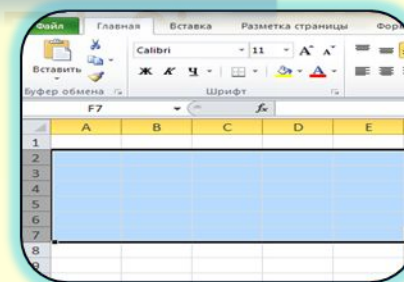 Файл Главная Вставка Разметка страницы Фор
Calibri 11 A A
Вставить Ж К Ч A
Буфер обмена Шрифт
F7 fx
A B C D E
1
2
3
4
5
6
7
8
9